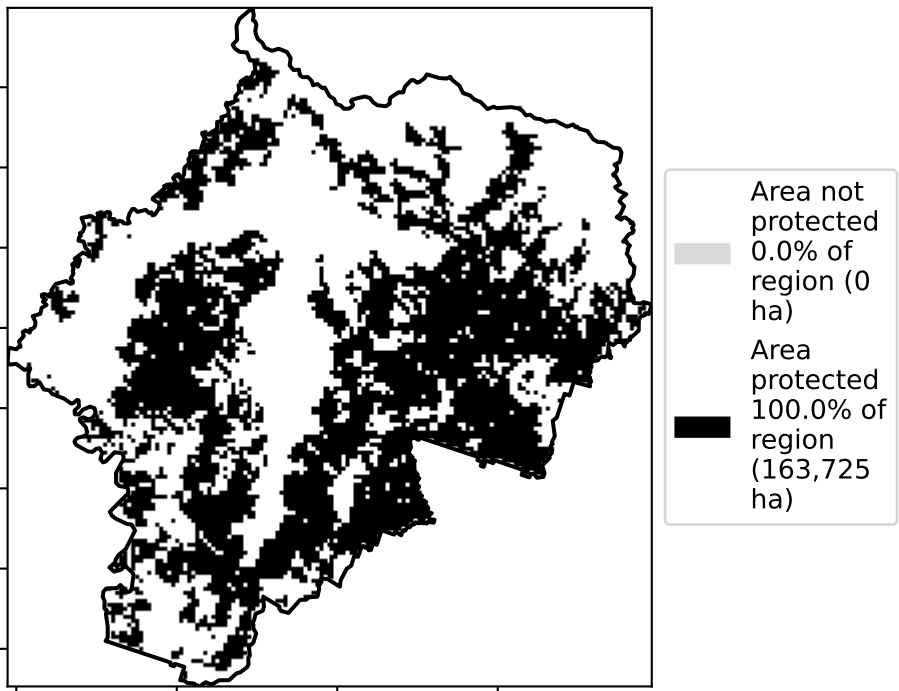 Area not
protected
0.0% of
region (0
ha)
Area
protected
100.0% of
region
(163,725
ha)